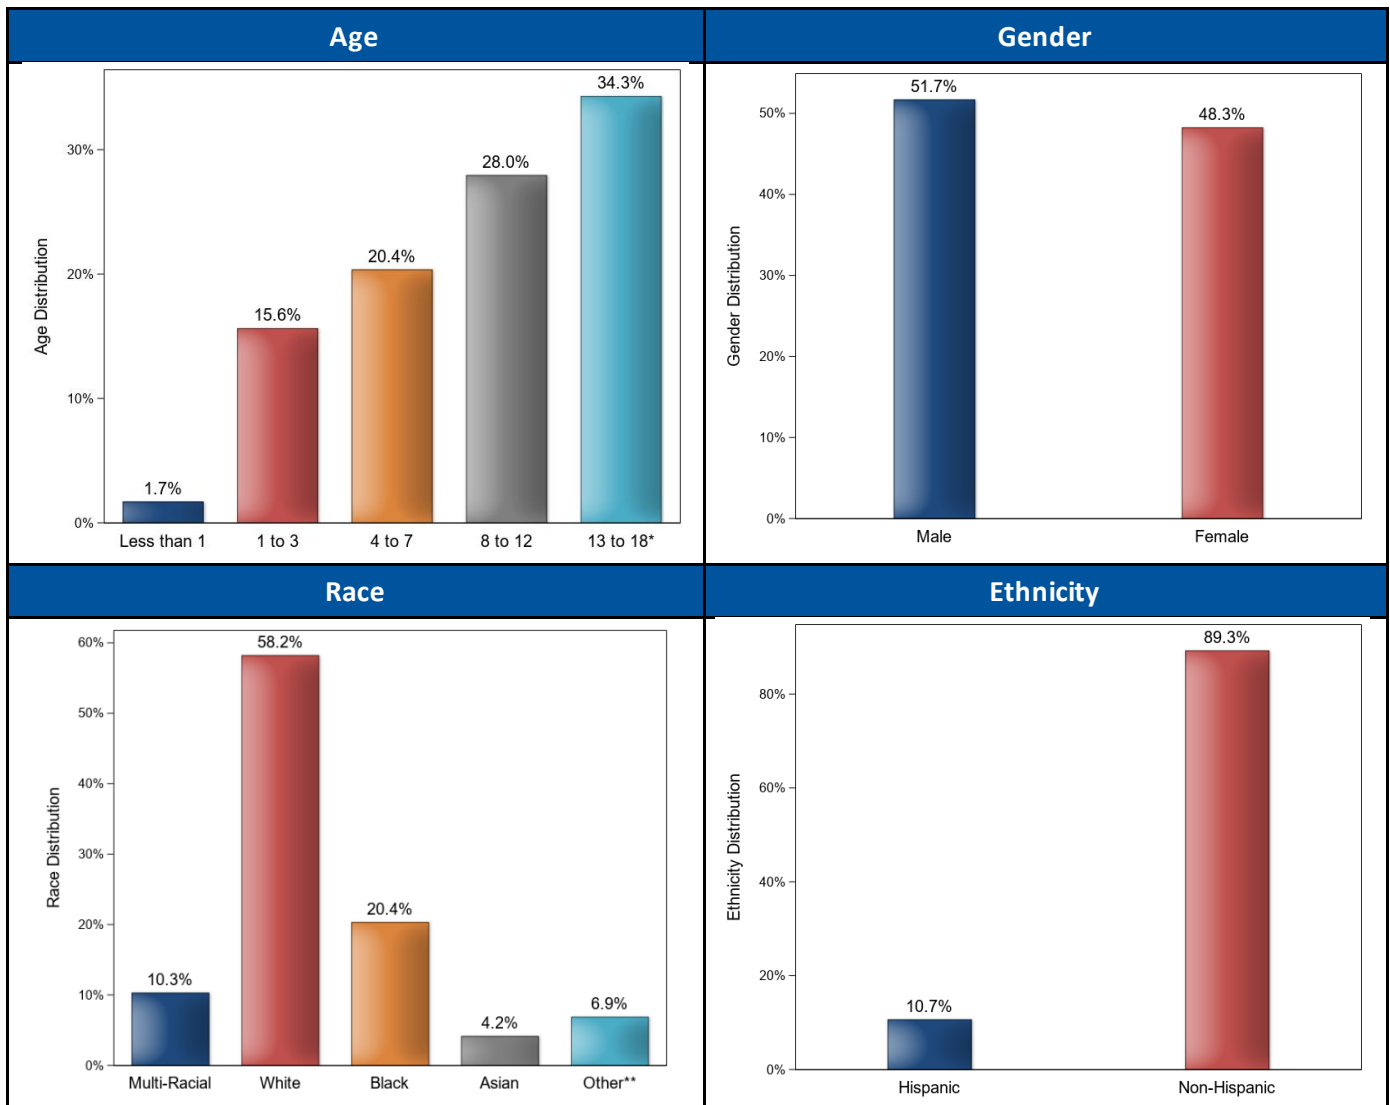 Age
Gender
34.3%
28.0%
20.4%
15.6%
1.7%
30%
20%
10%
0%
Age Distribution
Less than 1
1 to 3
4 to 7
8 to 12
13 to 18*
51.7%
48.3%
50%
40%
30%
20%
10%
0%
Gender Distribution
Male
Female
Race
Ethnicity
60%
50%
40%
30%
20%
10%
0%
Race Distribution
10.3%
58.2%
20.4%
4.2%
6.9%
Multi-Racial
White
Black
Asian
Other**
89.3%
10.7%
80%
60%
40%
20%
0%
Ethnicity Distribution
Hispanic
Non-Hispanic